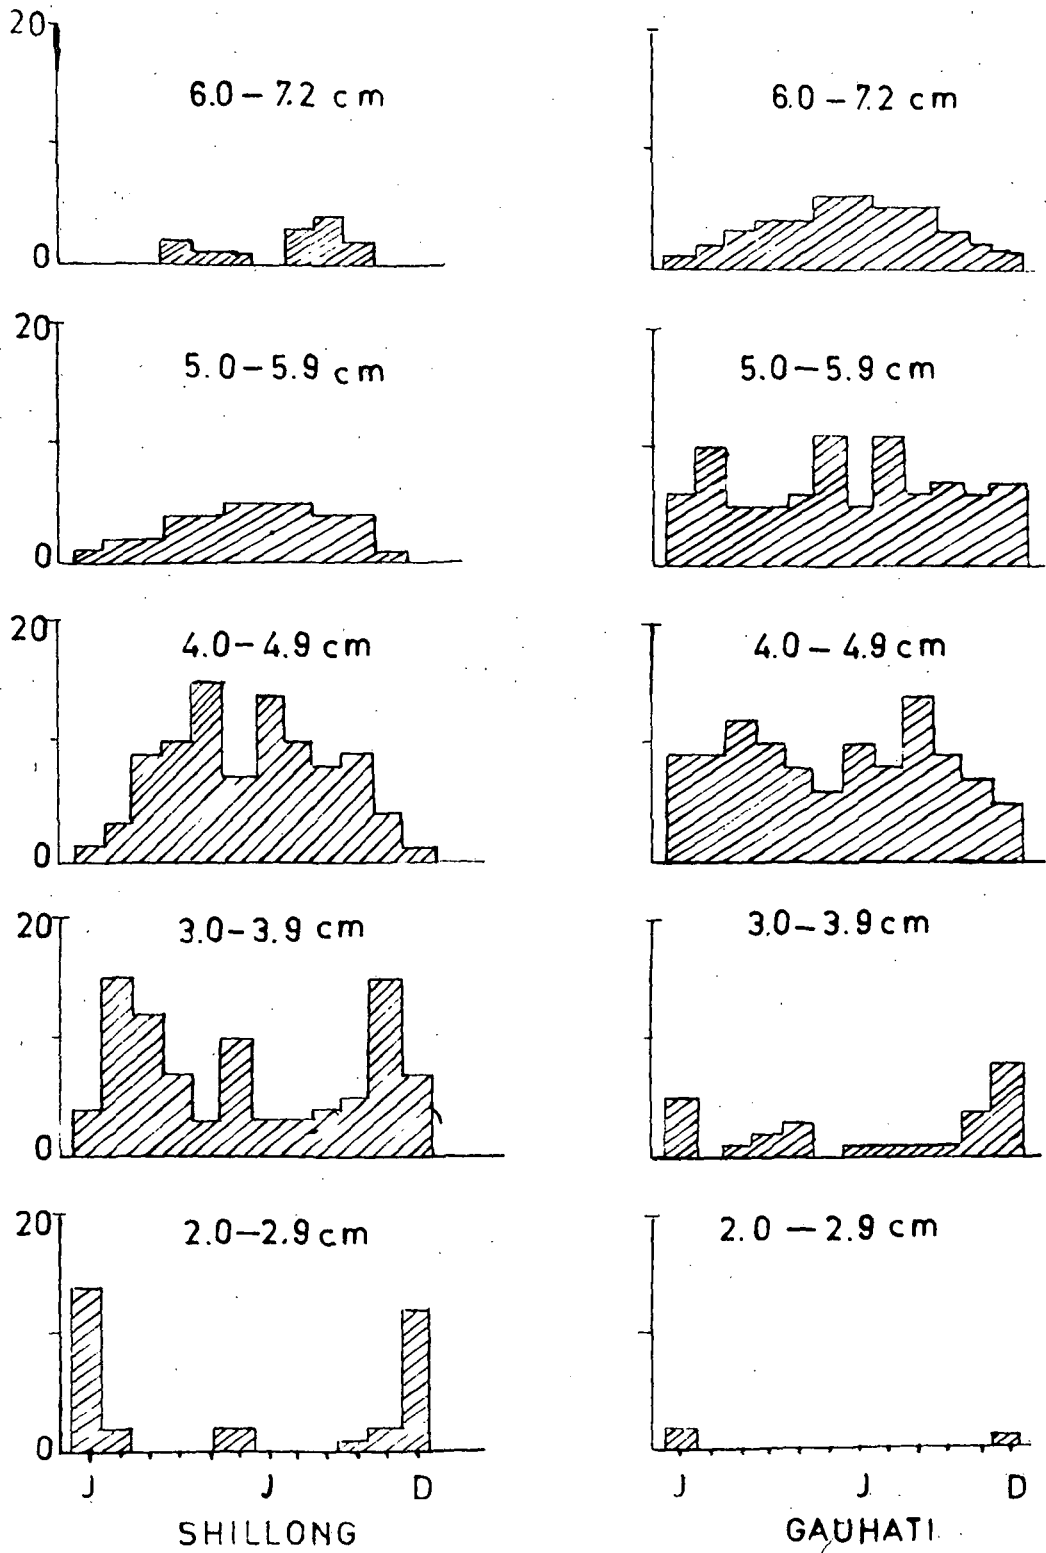 20
6.0 – 7.2 cm
6.0 – 7.2 cm
0
20
5.0 – 5.9 cm
5.0 – 5.9 cm
0
20
4.0 – 4.9 cm
4.0 – 4.9 cm
0
20
3.0 – 3.9 cm
3.0 – 3.9 cm
0
20
2.0 – 2.9 cm
2.0 – 2.9 cm
0
J J D J J D
SHILLONG GAUHATI